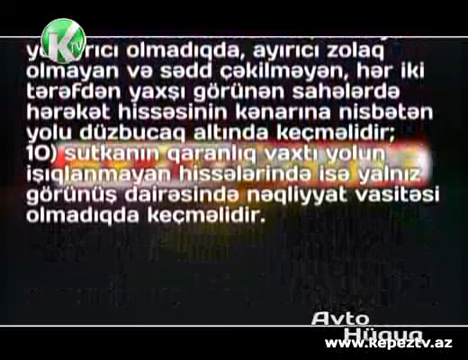 K TV
olmadıqda, ayırıcı zolaq
olmayan və sədd çəkilməyən, hər iki
tərəfdən yaxşı görünən sahələrdə
hərəkət hissəsinin kənarına nisbətən
yolu düzbucaq altında keçməlidir;
10) sutkanın qaranlıq vaxtı yolun
işıqlanmayan hissələrində isə yalnız
görünüş dairəsində nəqliyyat vasitəsi
olmadıqda keçməlidir.
Avto
Hüquq
www.kepeztv.az